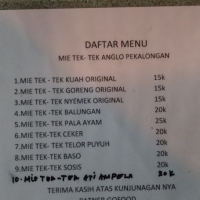 DAFTAR MENU
MIE TEK- TEK ANGLO PEKALONGAN
1.MIE TEK - TEK KUAH ORIGINAL 15k
2.MIE TEK - TEK GORENG ORIGINAL 15k
3.MIE TEK - TEK NYEMEK ORIGINAL 15k
4.MIE TEK- TEK BALUNGAN 20k
5.MIE TEK- TEK PALA AYAM 25k
6.MIE TEK-TEK CEKER 20k
7.MIE TEK-TEK TELOR PUYUH 20k
8.MIE TEK-TEK BASO 20k
9.MIE TEK-TEK SOSIS 20k
10. MIE TEK-TEK ATI AMPELA 20k
TERIMA KASIH ATAS KUNJUNAGAN NYA
PATNER GOFOOD